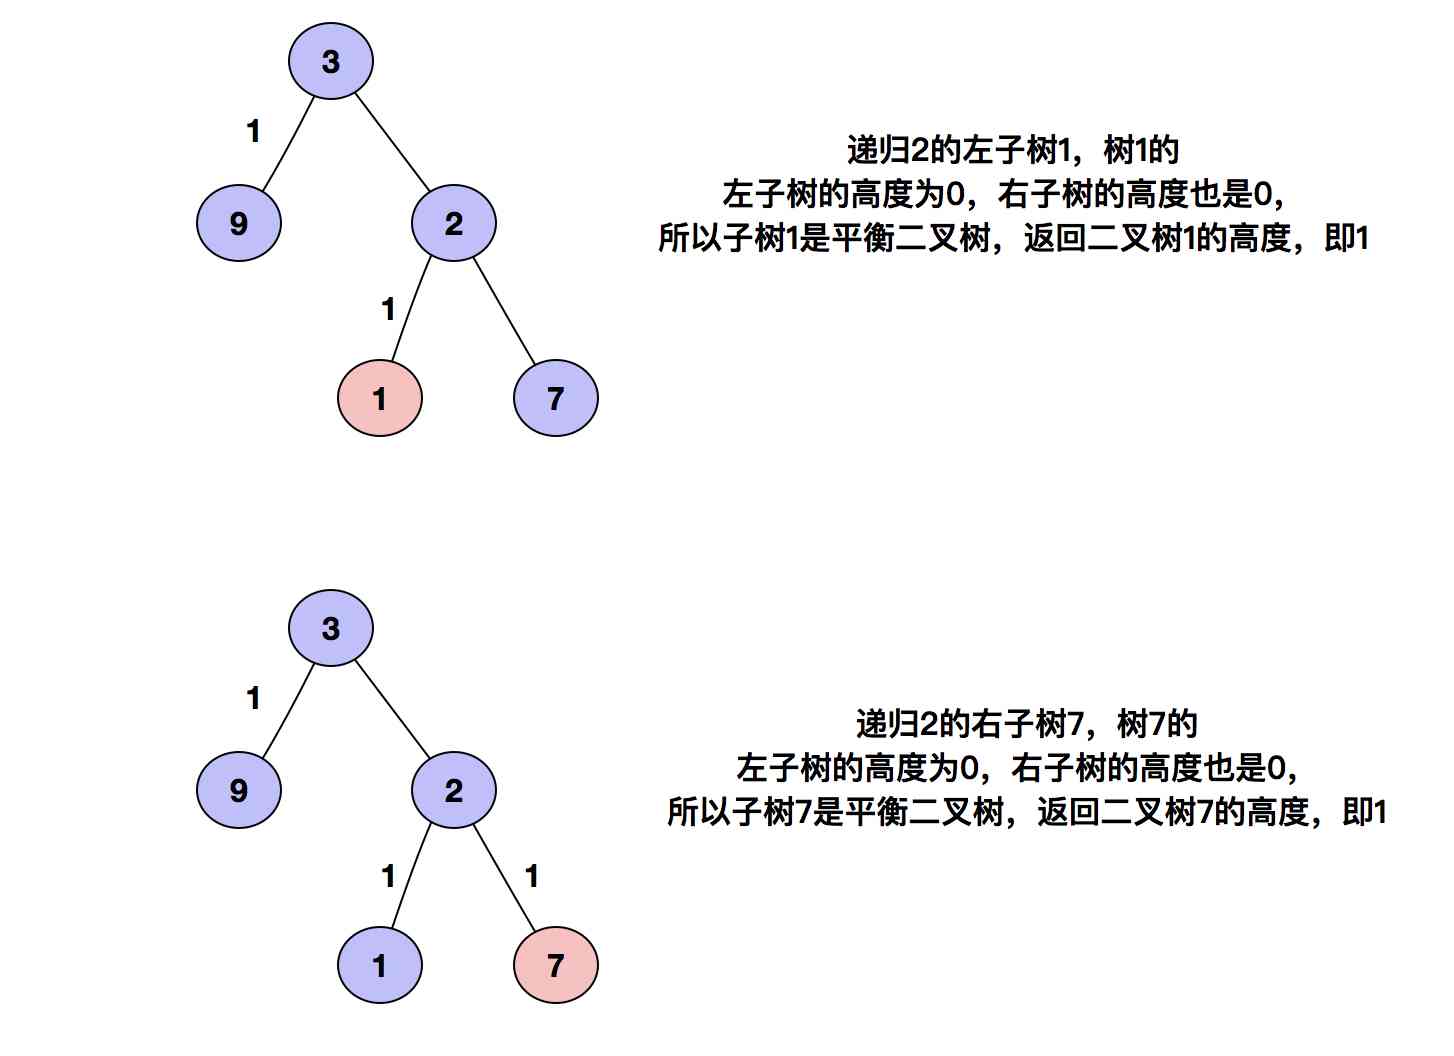 3
1
9
2
1
1
7
递归2的左子树1，树1的
左子树的高度为0，右子树的高度也是0，
所以子树1是平衡二叉树，返回二叉树1的高度，即1
3
1
9
2
1
1
1
7
递归2的右子树7，树7的
左子树的高度为0，右子树的高度也是0，
所以子树7是平衡二叉树，返回二叉树7的高度，即1